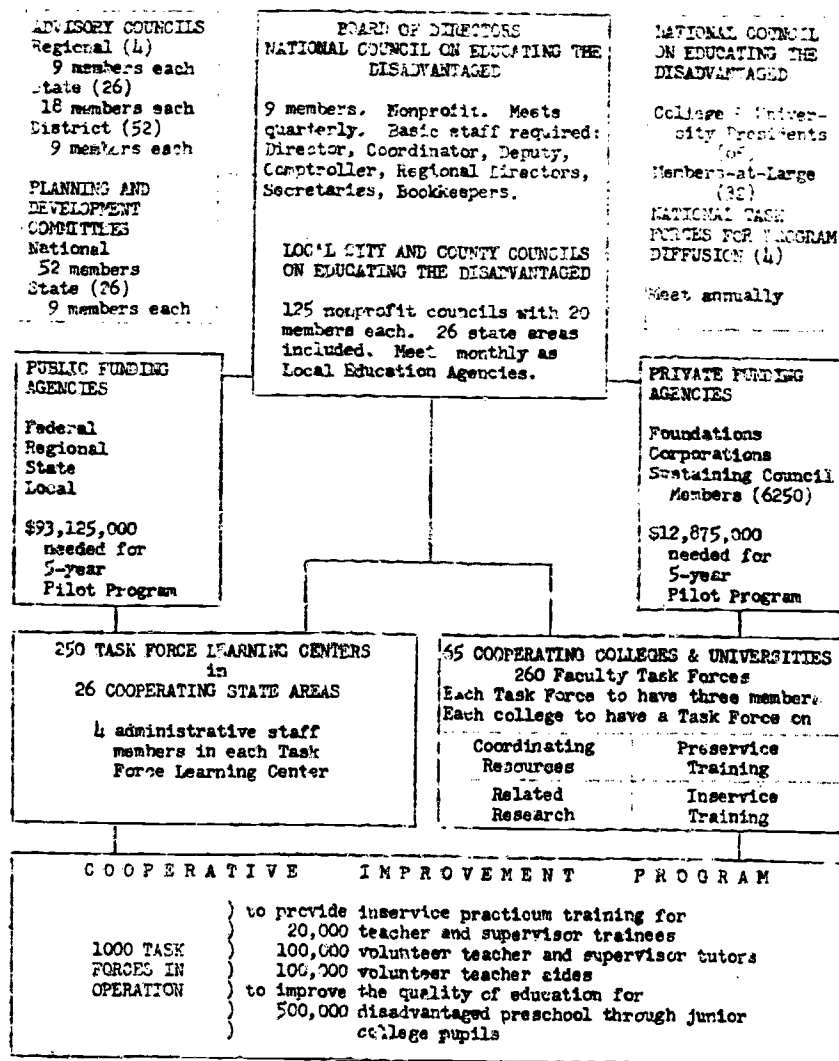 ADVISORY COUNCILS
Regional (4)
9 members each
State (26)
18 members each
District (52)
9 members each
PLANNING AND
DEVELOPMENT
COMMITTEES
National
52 members
State (26)
9 members each
BOARD OF DIRECTORS
NATIONAL COUNCIL ON EDUCATING THE
DISADVANTAGED
9 members. Nonprofit. Meets
quarterly. Basic staff required:
Director, Coordinator, Deputy,
Comptroller, Regional Directors,
Secretaries, Bookkeepers.
LOCAL CITY AND COUNTY COUNCILS
ON EDUCATING THE DISADVANTAGED
125 nonprofit councils with 20
members each. 26 state areas
included. Meet monthly as
Local Education Agencies.
NATIONAL COUNCIL
ON EDUCATING THE
DISADVANTAGED
College & Univer-
sity Presidents
Members-at-Large
(32)
NATIONAL TASK
FORCES FOR PROGRAM
DIFFUSION (4)
Meet annually
PUBLIC FUNDING
AGENCIES
Federal
Regional
State
Local
$93,125,000
needed for
5-year
Pilot Program
PRIVATE FUNDING
AGENCIES
Foundations
Corporations
Sustaining Council
Members (6250)
$12,875,000
needed for
5-year
Pilot Program
250 TASK FORCE LEARNING CENTERS
in
26 COOPERATING STATE AREAS
4 administrative staff
members in each Task
Force Learning Center
65 COOPERATING COLLEGES & UNIVERSITIES
260 Faculty Task Forces
Each Task Force to have three members
Each college to have a Task Force on
Coordinating
Resources
Preservice
Training
Related
Research
Inservice
Training
COOPERATIVE IMPROVEMENT PROGRAM
1000 TASK
FORCES IN
OPERATION
) to provide inservice practicum training for
) 20,000 teacher and supervisor trainees
) 100,000 volunteer teacher and supervisor tutors
) 100,000 volunteer teacher aides
) to improve the quality of education for
) 500,000 disadvantaged preschool through junior
) college pupils